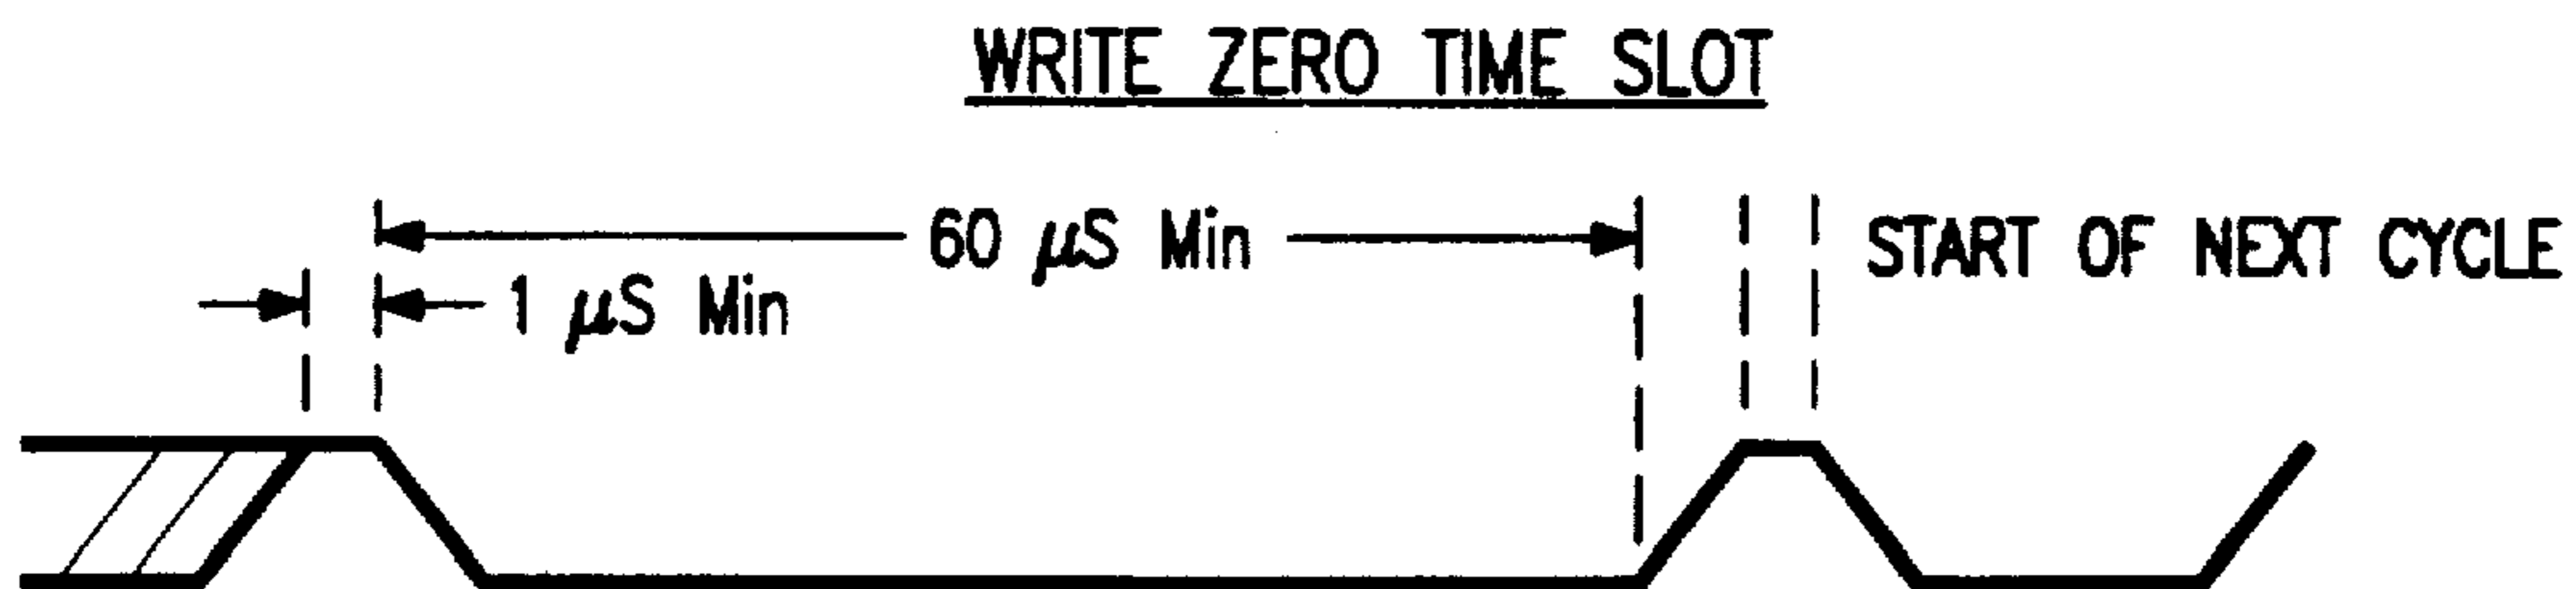 WRITE ZERO TIME SLOT
60 μS Min
START OF NEXT CYCLE
1 μS Min